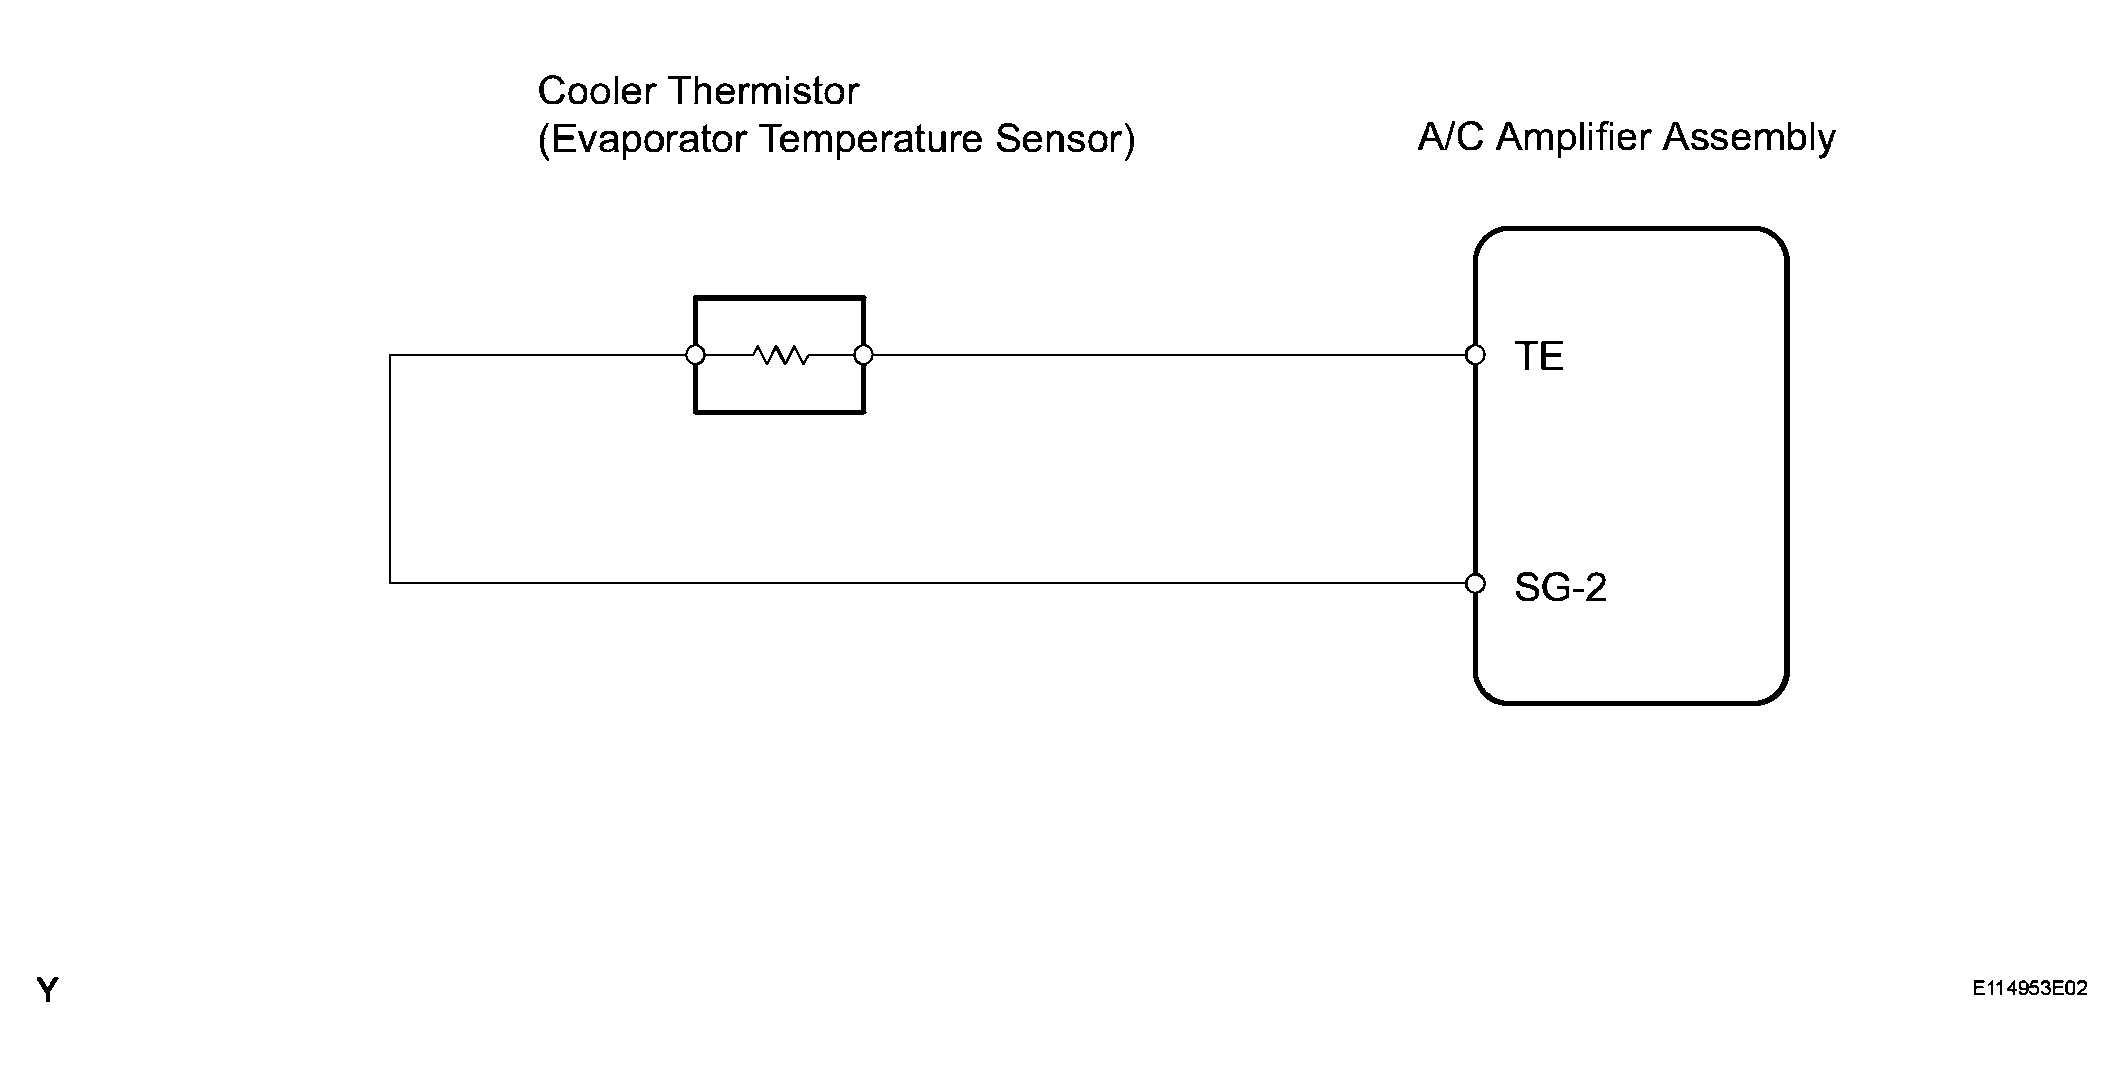 Cooler Thermistor
(Evaporator Temperature Sensor)
A/C Amplifier Assembly
TE
SG-2
Y
E114953E02